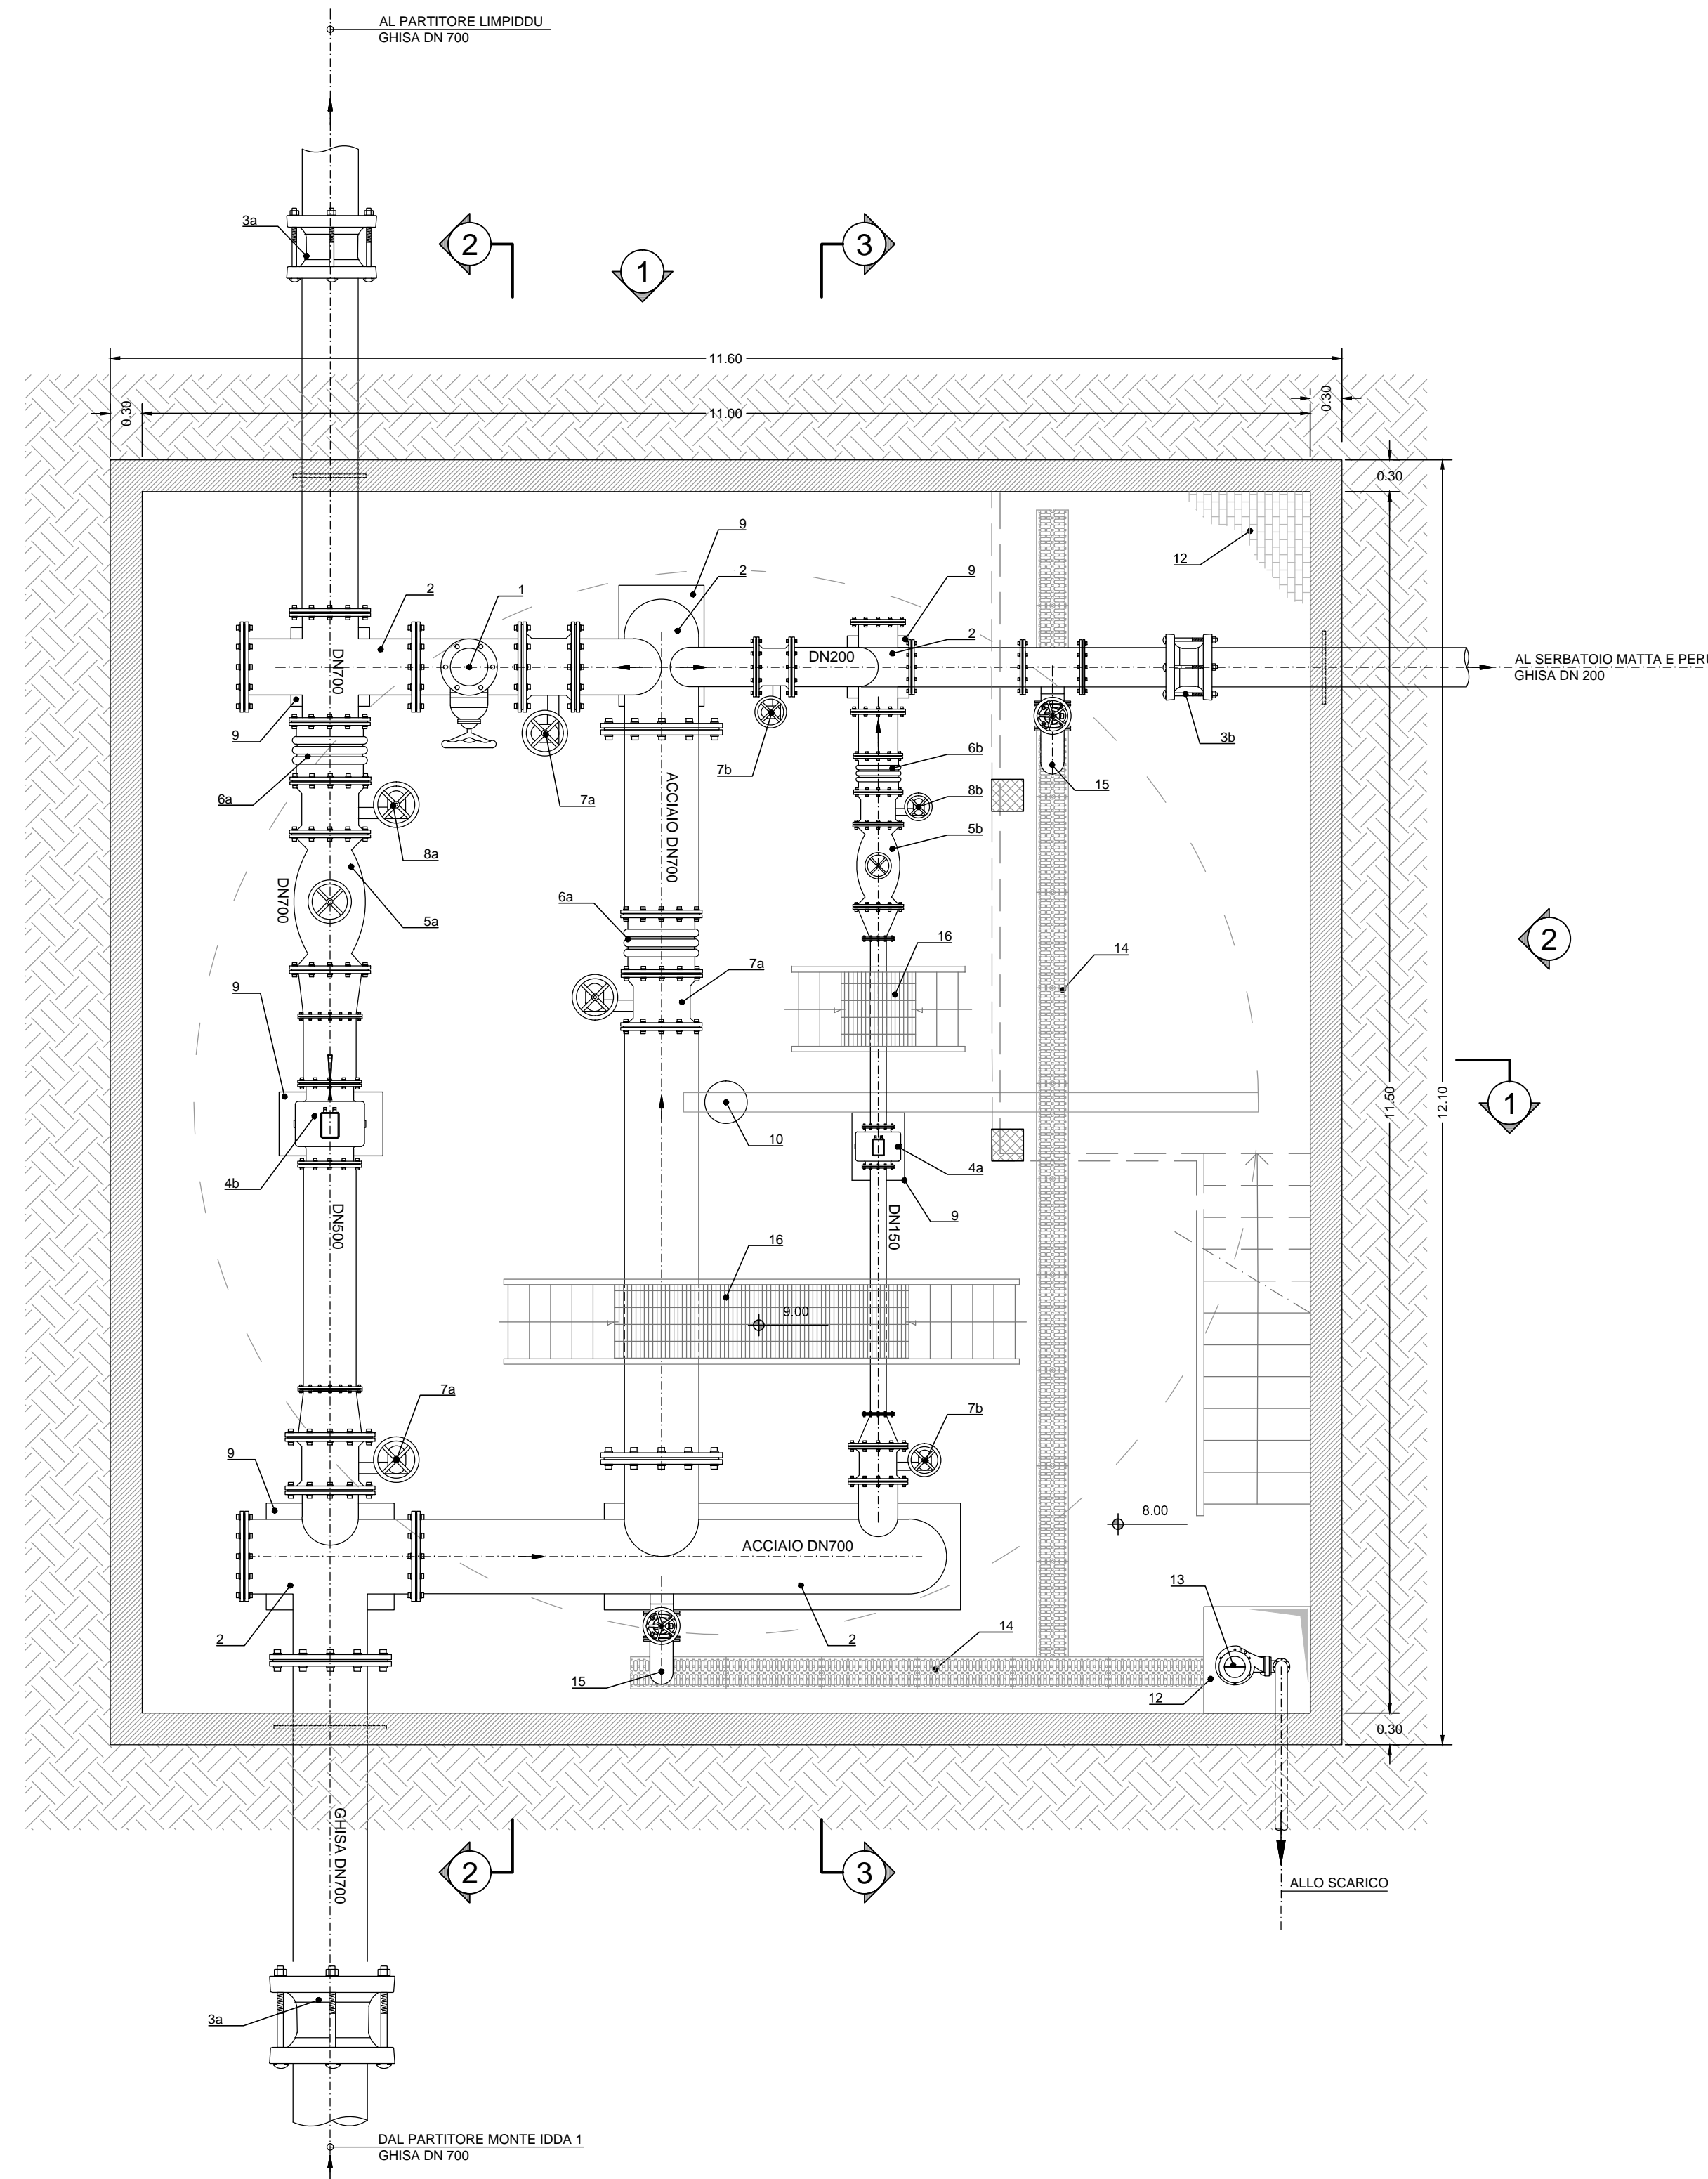 AL PARTITORE LIMPIDDU
GHISA DN 700
3a
2
3
1
11.60
0.30
11.00
0.30
0.30
9
12
2
1
2
9
2
DN700
DN200
AL SERBATOIO MATTA E PERU
GHISA DN 200
9
7b
6b
3b
6a
7a
ACCIAIO DN700
8b
15
8a
5b
DN700
6a
5a
16
2
7a
14
9
11.50
12.10
1
10
4a
4b
DN500
9
DN150
16
9.00
7a
7b
9
8.00
ACCIAIO DN700
13
2
2
14
15
12
0.30
GHISA DN700
2
3
ALLO SCARICO
3a
DAL PARTITORE MONTE IDDA 1
GHISA DN 700